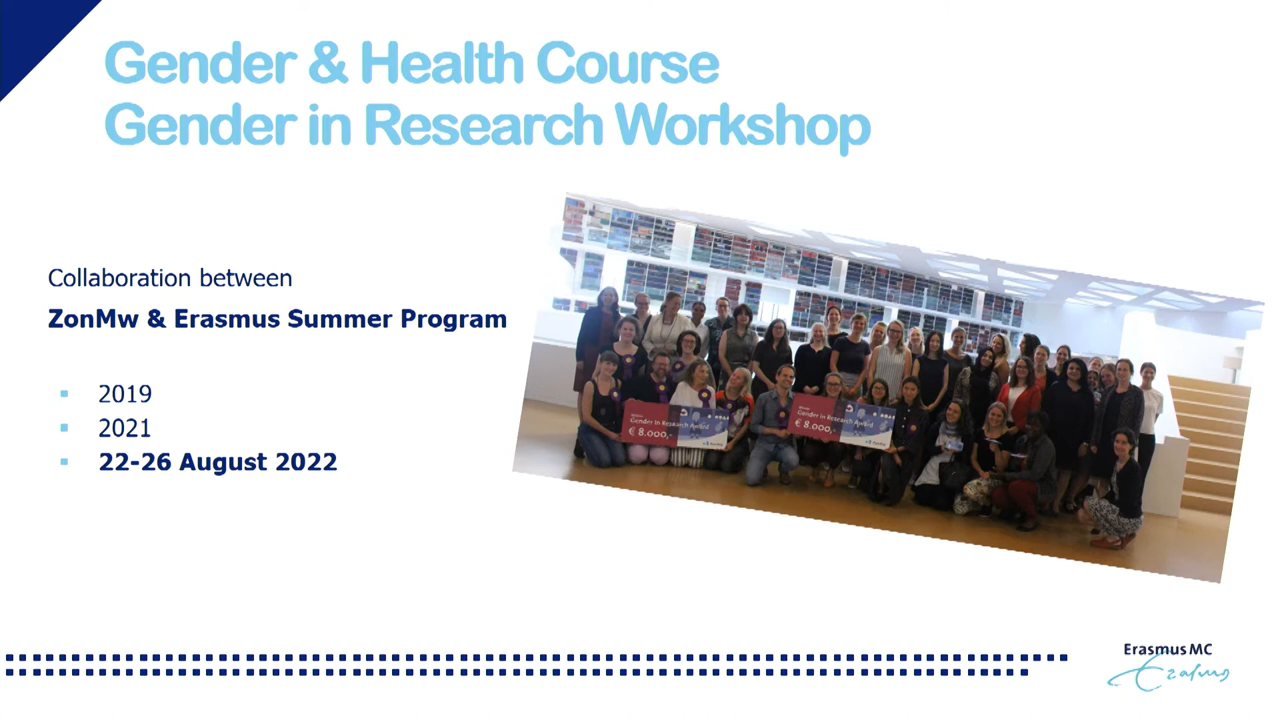 Gender & Health Course
Gender in Research Workshop
Collaboration between
ZonMw & Erasmus Summer Program
2019
2021
22-26 August 2022
Gender in Research Award
€ 8.000,-
Gender in Research Award
€ 8.000,-
Erasmus MC
Erasmus